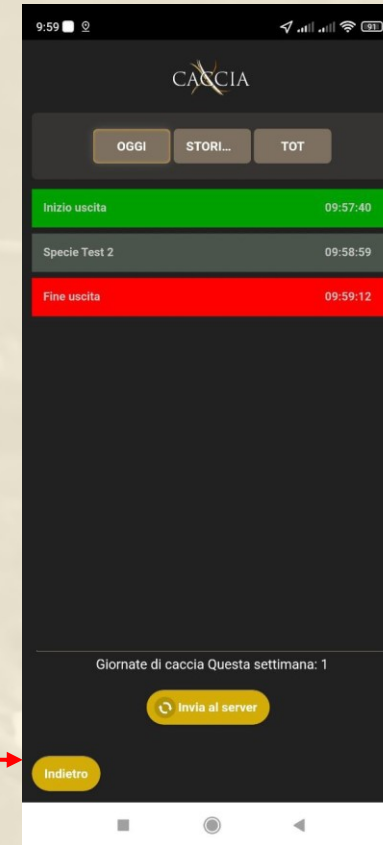 9:59 91
CACCIA
OGGI STORI... TOT
Inizio uscita 09:57:40
Specie Test 2 09:58:59
Fine uscita 09:59:12
Giornate di caccia Questa settimana: 1
Invia al server
Indietro